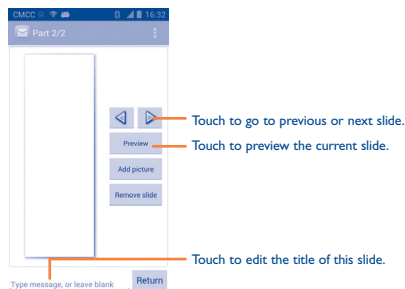 CMCC 16:32
Part 2/2
Touch to go to previous or next slide.
Preview
Touch to preview the current slide.
Add picture
Remove slide
Touch to edit the title of this slide.
Type message, or leave blank
Return